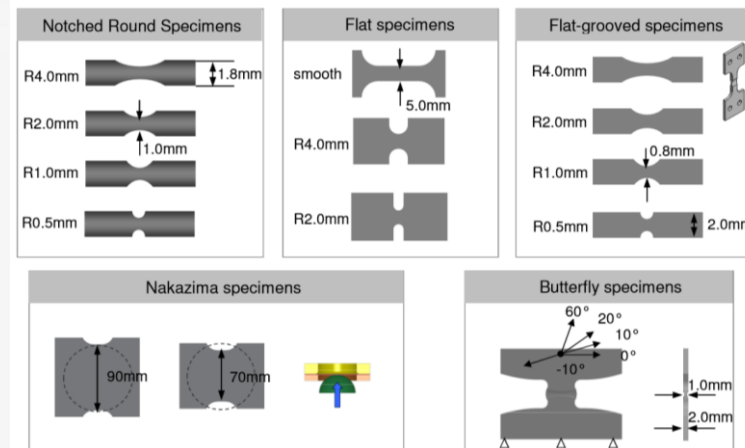 Notched Round Specimens
R4.0mm
1.8mm
R2.0mm
1.0mm
R1.0mm
R0.5mm
Flat specimens
smooth
5.0mm
R4.0mm
R2.0mm
Flat-grooved specimens
R4.0mm
R2.0mm
0.8mm
R1.0mm
R0.5mm
2.0mm
Nakazima specimens
90mm
70mm
Butterfly specimens
60°
20°
10°
0°
-10°
1.0mm
2.0mm